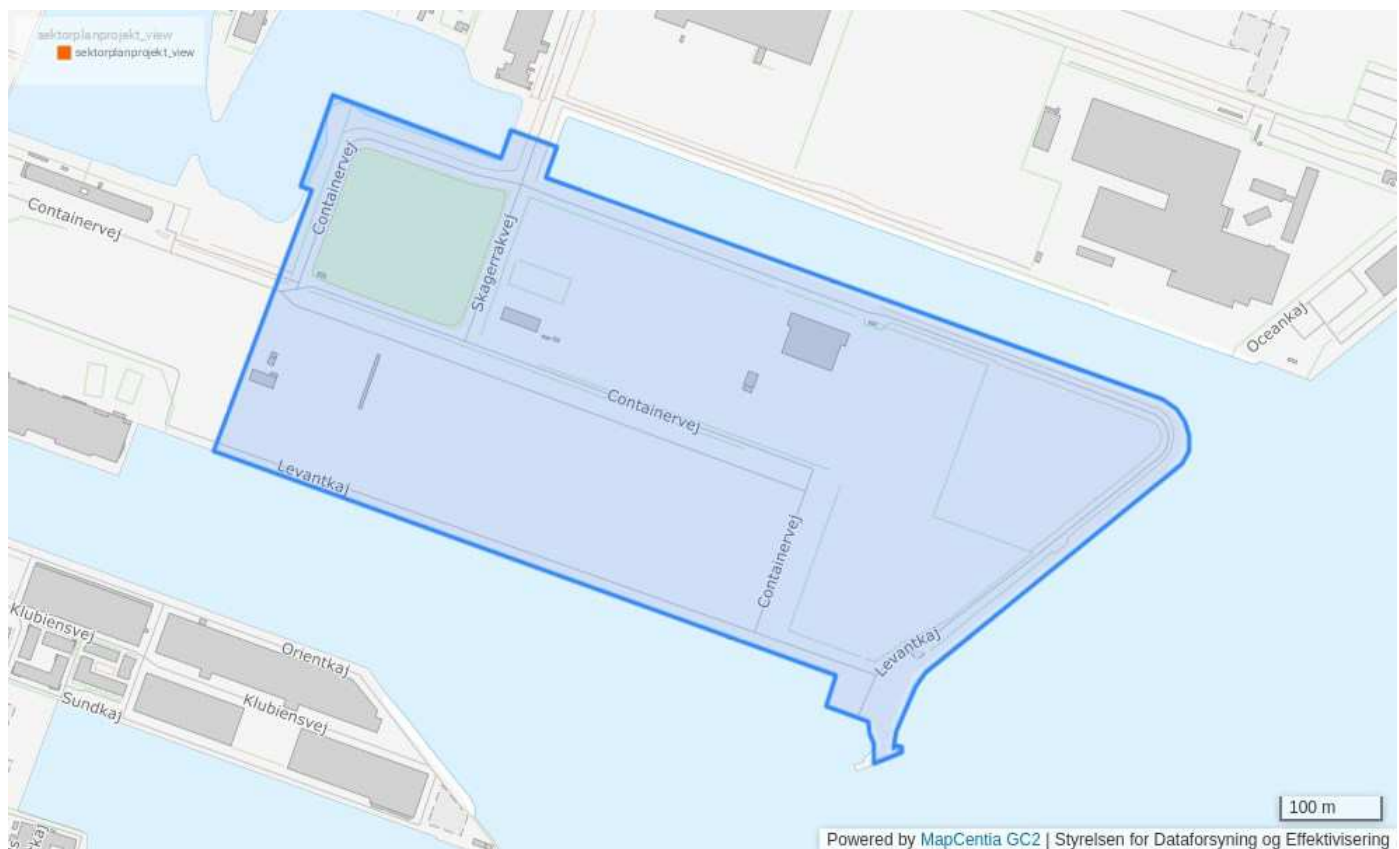 sektorplanprojekt_view
sektorplanprojekt_view
Containervej
Containervej
Skagerrakvej
Oceankaj
Containervej
Levantkaj
Containervej
Klubiensvej
Orientkaj
Levantkaj
Sundkaj
Klubiensvej
100 m
Powered by MapCentia GC2 | Styrelsen for Dataforsyning og Effektivisering